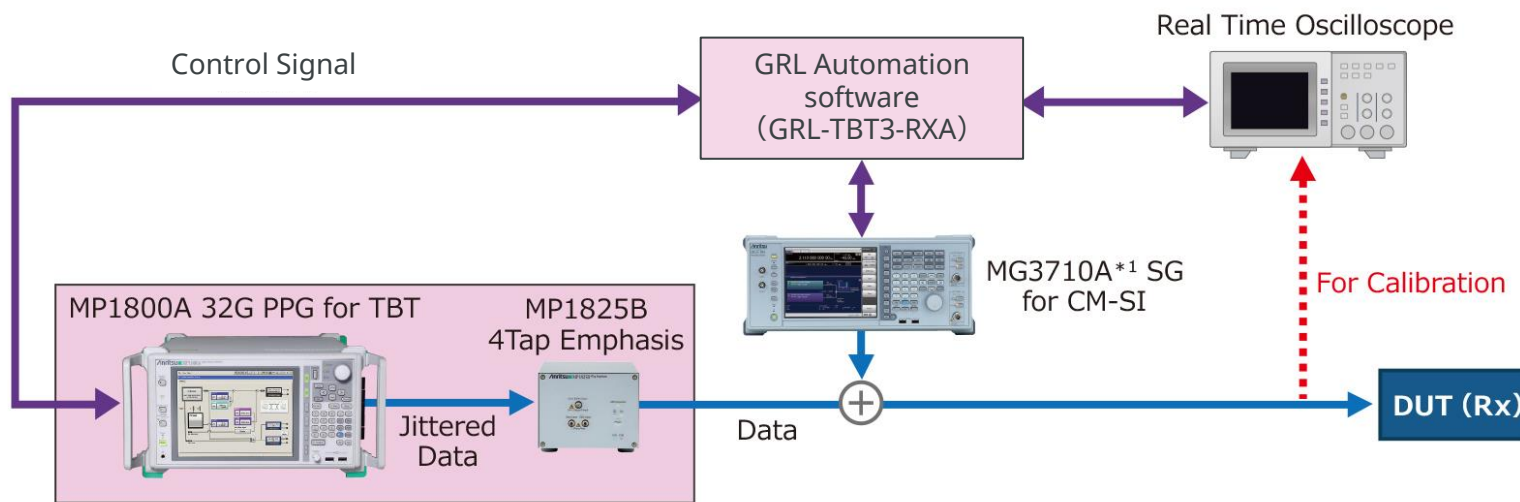 Real Time Oscilloscope
Control Signal
GRL Automation
software
(GRL-TBT3-RXA)
MG3710A*1 SG
for CM-SI
For Calibration
MP1800A 32G PPG for TBT
MP1825B
4Tap Emphasis
Anritsu
Jittered
Data
Data
DUT (Rx)